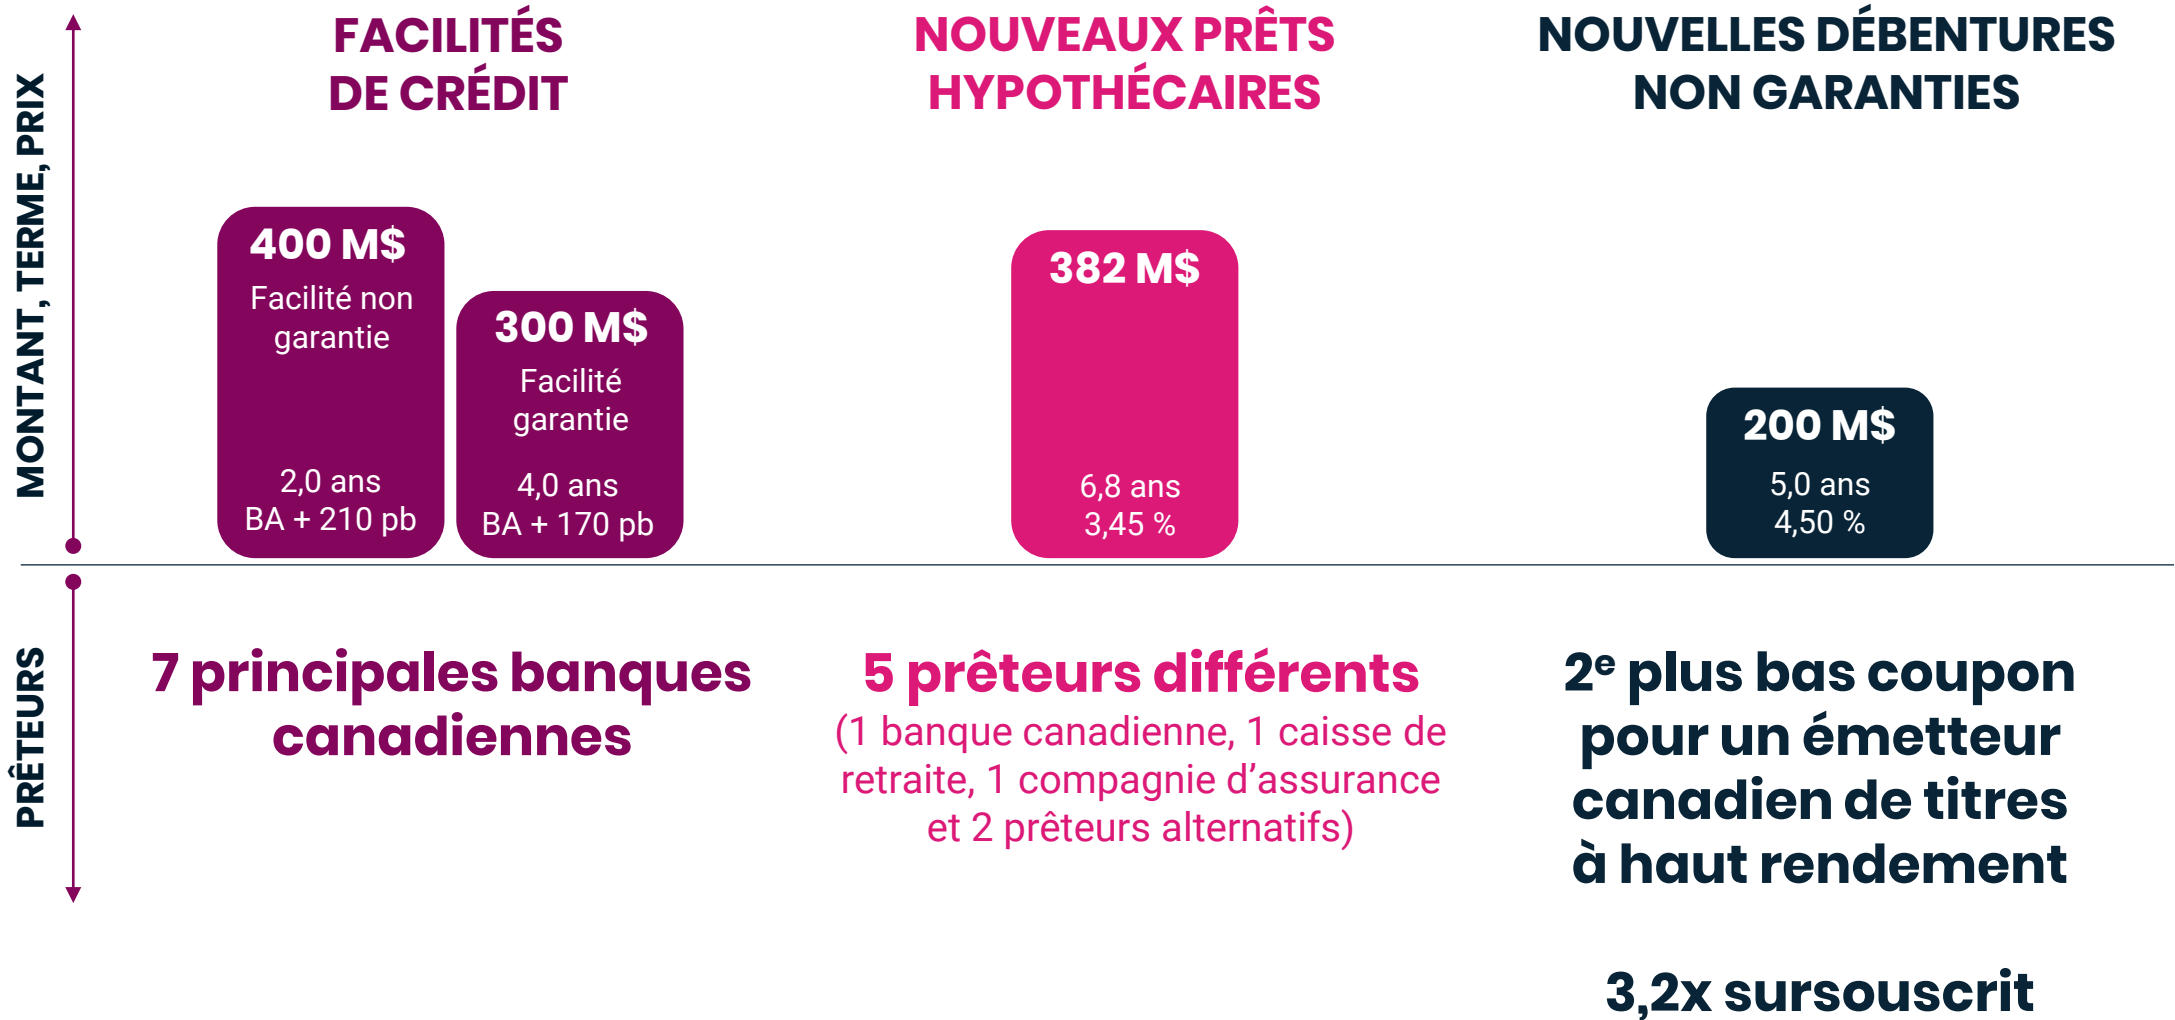 MONTANT, TERME, PRIX
FACILITÉS
DE CRÉDIT
400 M$
Facilité non
garantie
2,0 ans
BA + 210 pb
300 M$
Facilité
garantie
4,0 ans
BA + 170 pb
NOUVEAUX PRÊTS
HYPOTHÉCAIRES
382 M$
6,8 ans
3,45 %
NOUVELLES DÉBENTURES
NON GARANTIES
200 M$
5,0 ans
4,50 %
PRÊTEURS
7 principales banques
canadiennes
5 prêteurs différents
(1 banque canadienne, 1 caisse de
retraite, 1 compagnie d’assurance
et 2 prêteurs alternatifs)
2e plus bas coupon
pour un émetteur
canadien de titres
à haut rendement
3,2x sursouscrit